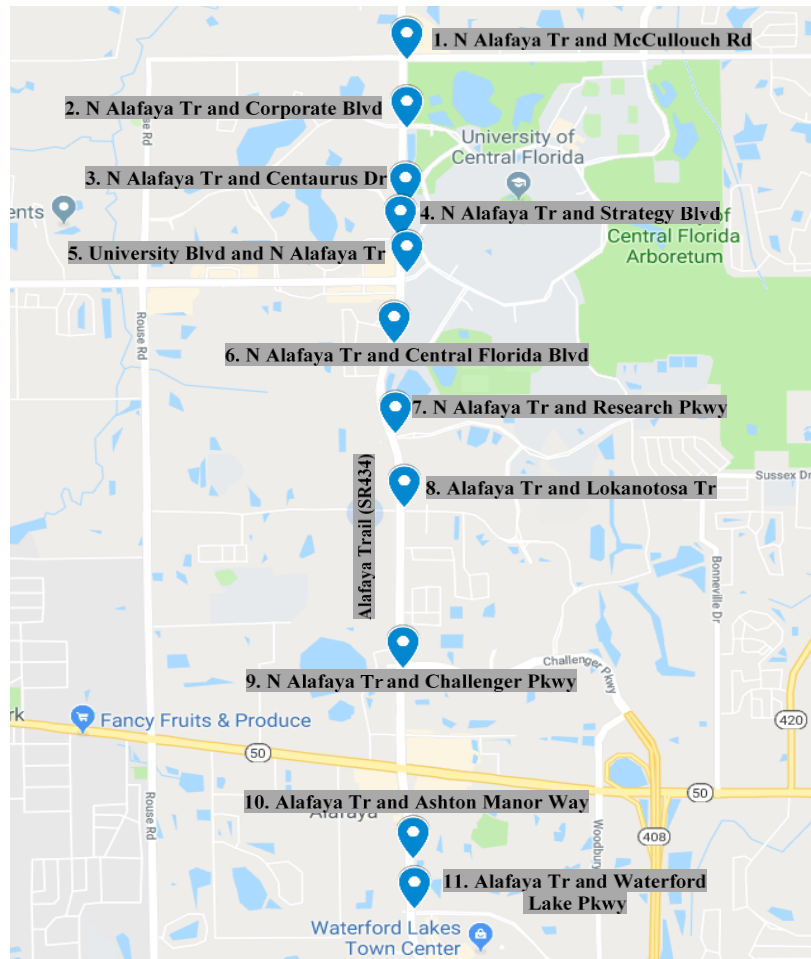 1. N Alafaya Tr and McCullouch Rd
2. N Alafaya Tr and Corporate Blvd
Rouse Rd
University of
Central Florida
3. N Alafaya Tr and Centaurus Dr
ents
4. N Alafaya Tr and Strategy Blvd
of
Central Florida
Arboretum
5. University Blvd and N Alafaya Tr
Rouse Rd
6. N Alafaya Tr and Central Florida Blvd
7. N Alafaya Tr and Research Pkwy
Sussex Dr
8. Alafaya Tr and Lokanotosa Tr
Alafaya Trail (SR434)
Bonneville Dr
9. N Alafaya Tr and Challenger Pkwy
Challenger Pkwy
rk
Fancy Fruits & Produce
420
50
50
Rouse Rd
10. Alafaya Tr and Ashton Manor Way
Alafaya
Woodbury
408
11. Alafaya Tr and Waterford
Lake Pkwy
Waterford Lakes
Town Center